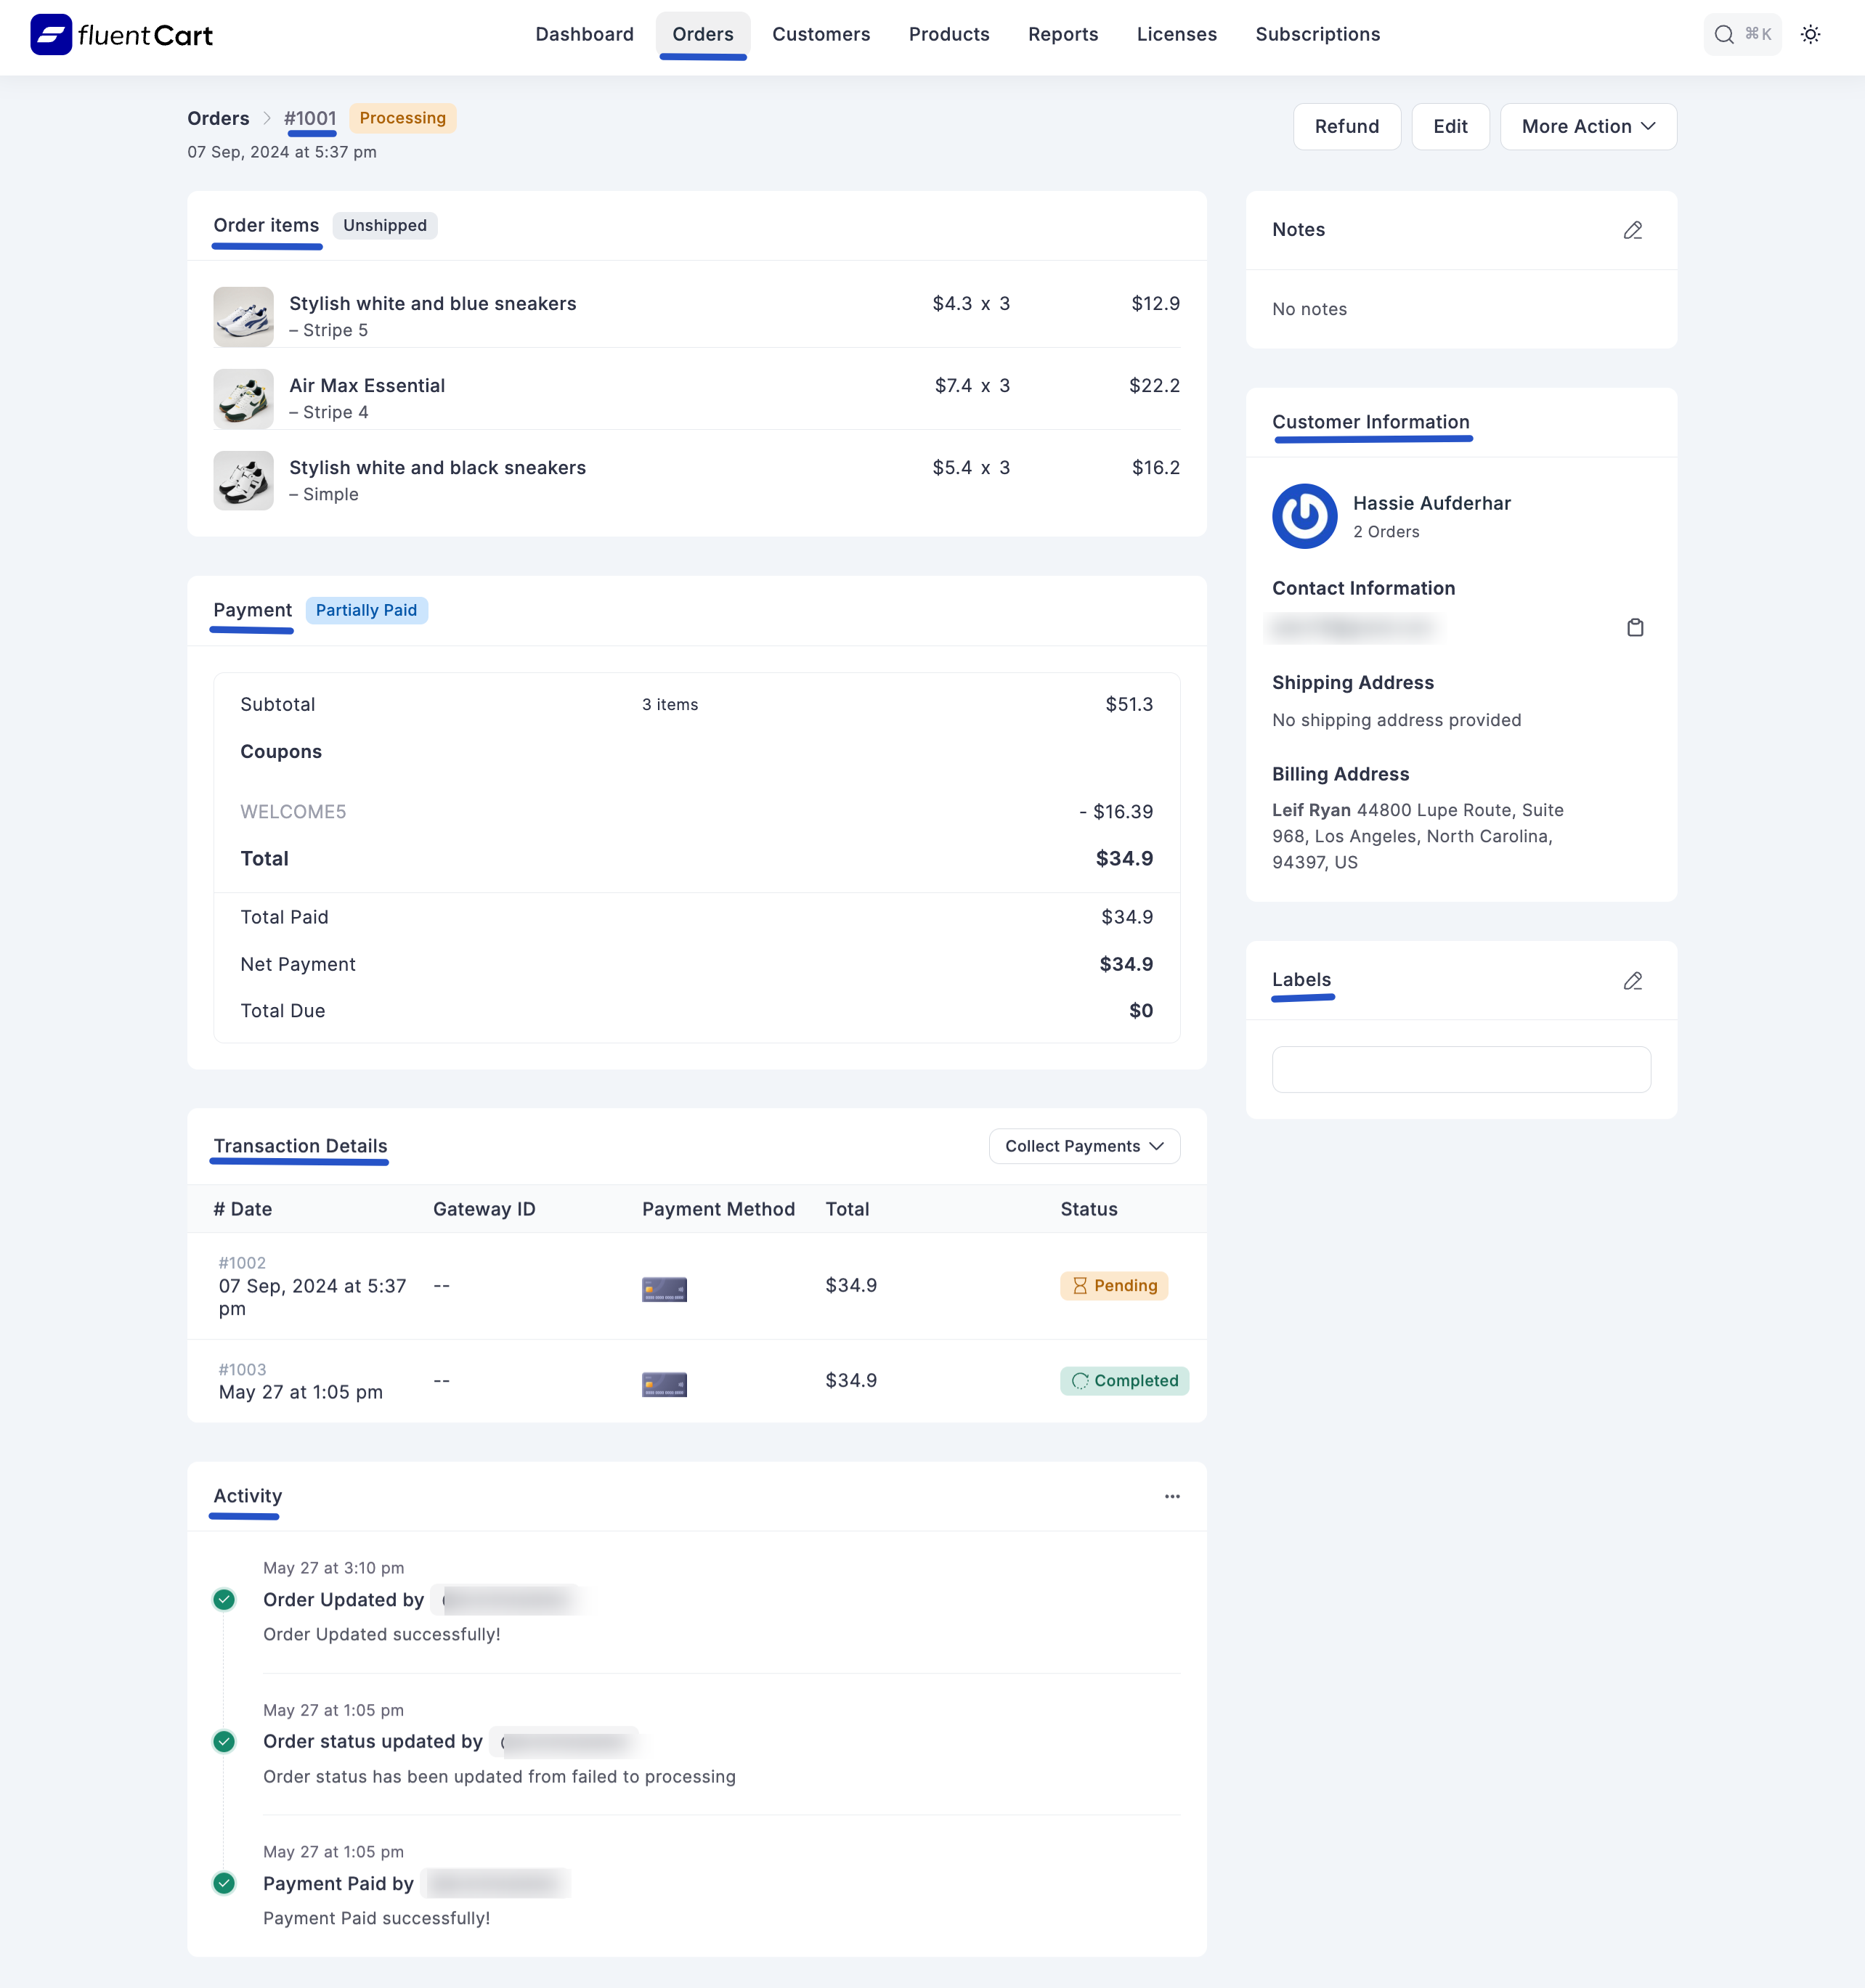 fluentCart
Dashboard
Orders
Customers
Products
Reports
Licenses
Subscriptions
⌘K
Orders > #1001 Processing
07 Sep, 2024 at 5:37 pm
Refund
Edit
More Action
Order items Unshipped
Stylish white and blue sneakers $4.3 x 3 $12.9
– Stripe 5
Air Max Essential $7.4 x 3 $22.2
– Stripe 4
Stylish white and black sneakers $5.4 x 3 $16.2
– Simple
Payment Partially Paid
Subtotal 3 items $51.3
Coupons
WELCOME5 - $16.39
Total $34.9
Total Paid $34.9
Net Payment $34.9
Total Due $0
Transaction Details Collect Payments
# Date Gateway ID Payment Method Total Status
#1002
07 Sep, 2024 at 5:37 -- $34.9 Pending
pm
#1003
May 27 at 1:05 pm -- $34.9 Completed
Activity
May 27 at 3:10 pm
Order Updated by
Order Updated successfully!
May 27 at 1:05 pm
Order status updated by
Order status has been updated from failed to processing
May 27 at 1:05 pm
Payment Paid by
Payment Paid successfully!
Notes
No notes
Customer Information
Hassie Aufderhar
2 Orders
Contact Information
Shipping Address
No shipping address provided
Billing Address
Leif Ryan 44800 Lupe Route, Suite
968, Los Angeles, North Carolina,
94397, US
Labels